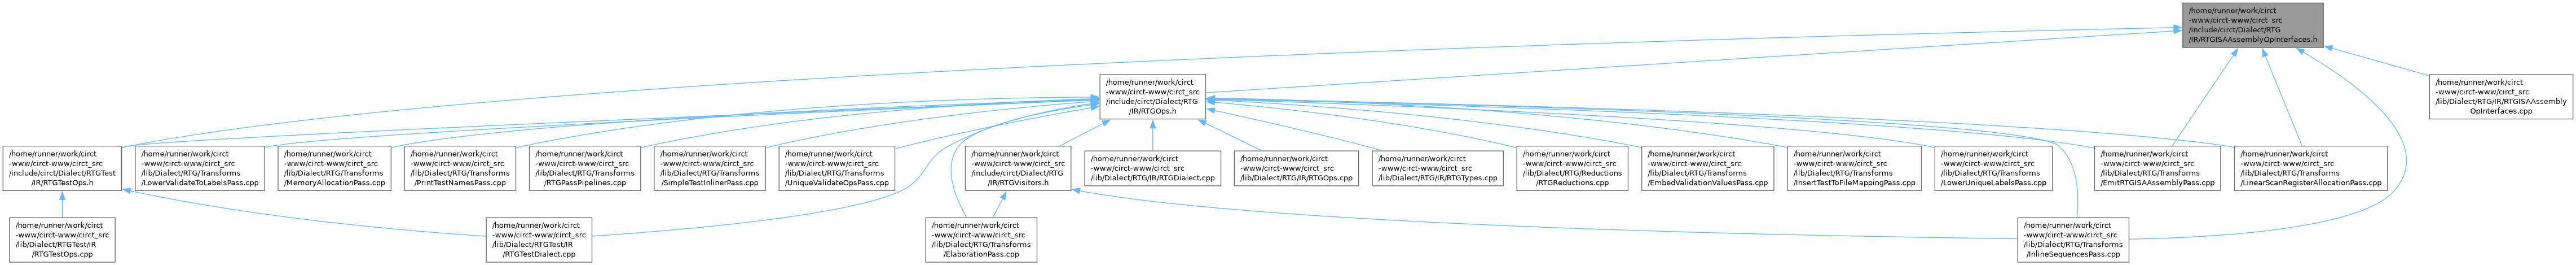 /home/runner/work/circt
-www/circt-www/circt_src
/include/circt/Dialect/RTG
/IR/RTGISAAssemblyOpInterfaces.h
/home/runner/work/circt
-www/circt-www/circt_src
/include/circt/Dialect/RTG
/IR/RTGOps.h
/home/runner/work/circt
-www/circt-www/circt_src
/lib/Dialect/RTG/IR/RTGISAAssembly
OpInterfaces.cpp
/home/runner/work/circt
-www/circt-www/circt_src
/include/circt/Dialect/RTGTest
/IR/RTGTestOps.h
/home/runner/work/circt
-www/circt-www/circt_src
/lib/Dialect/RTG/Transforms
/LowerValidateToLabelsPass.cpp
/home/runner/work/circt
-www/circt-www/circt_src
/lib/Dialect/RTG/Transforms
/MemoryAllocationPass.cpp
/home/runner/work/circt
-www/circt-www/circt_src
/lib/Dialect/RTG/Transforms
/PrintTestNamesPass.cpp
/home/runner/work/circt
-www/circt-www/circt_src
/lib/Dialect/RTG/Transforms
/RTGPassPipelines.cpp
/home/runner/work/circt
-www/circt-www/circt_src
/lib/Dialect/RTG/Transforms
/SimpleTestInlinerPass.cpp
/home/runner/work/circt
-www/circt-www/circt_src
/lib/Dialect/RTG/Transforms
/UniqueValidateOpsPass.cpp
/home/runner/work/circt
-www/circt-www/circt_src
/include/circt/Dialect/RTG
/IR/RTGVisitors.h
/home/runner/work/circt
-www/circt-www/circt_src
/lib/Dialect/RTG/IR/RTGDialect.cpp
/home/runner/work/circt
-www/circt-www/circt_src
/lib/Dialect/RTG/IR/RTGOps.cpp
/home/runner/work/circt
-www/circt-www/circt_src
/lib/Dialect/RTG/IR/RTGTypes.cpp
/home/runner/work/circt
-www/circt-www/circt_src
/lib/Dialect/RTG/Reductions
/RTGReductions.cpp
/home/runner/work/circt
-www/circt-www/circt_src
/lib/Dialect/RTG/Transforms
/EmbedValidationValuesPass.cpp
/home/runner/work/circt
-www/circt-www/circt_src
/lib/Dialect/RTG/Transforms
/InsertTestToFileMappingPass.cpp
/home/runner/work/circt
-www/circt-www/circt_src
/lib/Dialect/RTG/Transforms
/LowerUniqueLabelsPass.cpp
/home/runner/work/circt
-www/circt-www/circt_src
/lib/Dialect/RTG/Transforms
/EmitRTGISAAssemblyPass.cpp
/home/runner/work/circt
-www/circt-www/circt_src
/lib/Dialect/RTG/Transforms
/LinearScanRegisterAllocationPass.cpp
/home/runner/work/circt
-www/circt-www/circt_src
/lib/Dialect/RTGTest/IR
/RTGTestOps.cpp
/home/runner/work/circt
-www/circt-www/circt_src
/lib/Dialect/RTGTest/IR
/RTGTestDialect.cpp
/home/runner/work/circt
-www/circt-www/circt_src
/lib/Dialect/RTG/Transforms
/ElaborationPass.cpp
/home/runner/work/circt
-www/circt-www/circt_src
/lib/Dialect/RTG/Transforms
/InlineSequencesPass.cpp